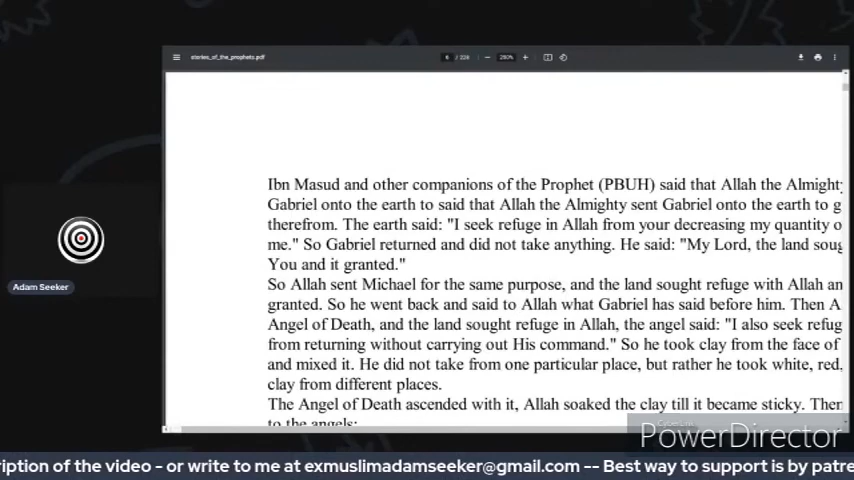 stories_of_the_prophets.pdf
6 / 226
250%
Ibn Masud and other companions of the Prophet (PBUH) said that Allah the Almighty
Gabriel onto the earth to said that Allah the Almighty sent Gabriel onto the earth to g
therefrom. The earth said: "I seek refuge in Allah from your decreasing my quantity o
me." So Gabriel returned and did not take anything. He said: "My Lord, the land soug
You and it granted."
So Allah sent Michael for the same purpose, and the land sought refuge with Allah an
granted. So he went back and said to Allah what Gabriel has said before him. Then A
Angel of Death, and the land sought refuge in Allah, the angel said: "I also seek refug
from returning without carrying out His command." So he took clay from the face of
and mixed it. He did not take from one particular place, but rather he took white, red,
clay from different places.
The Angel of Death ascended with it, Allah soaked the clay till it became sticky. Then
to the angels:
Adam Seeker
PowerDirector
ription of the video - or write to me at exmuslimadamseeker@gmail.com -- Best way to support is by patre